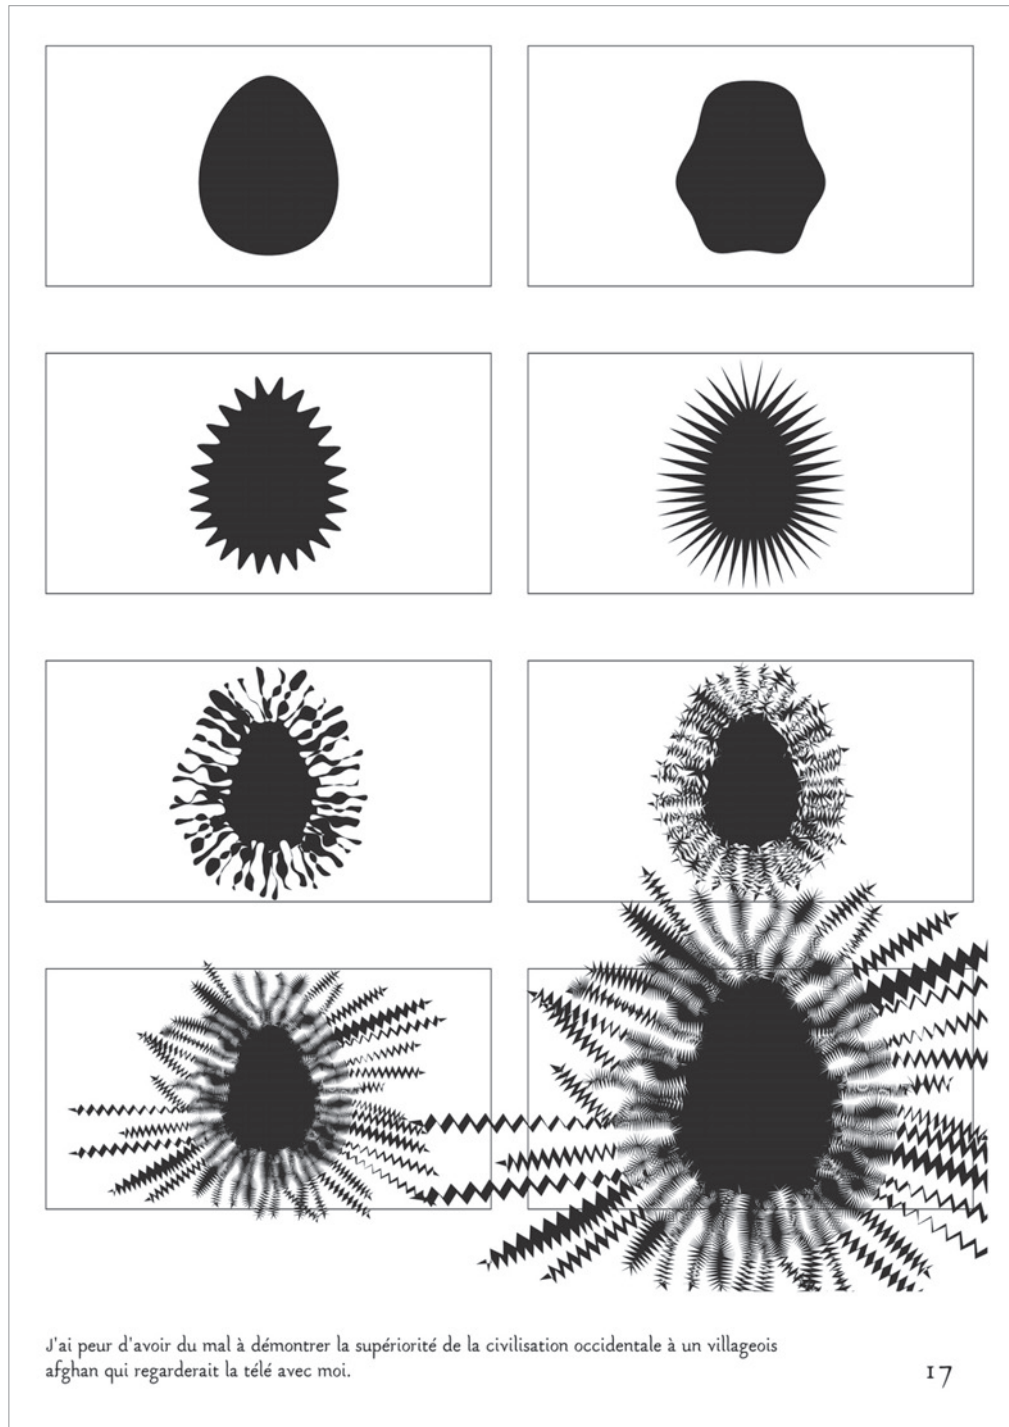 J'ai peur d'avoir du mal à démontrer la supériorité de la civilisation occidentale à un villageois
afghan qui regarderait la télé avec moi.
17